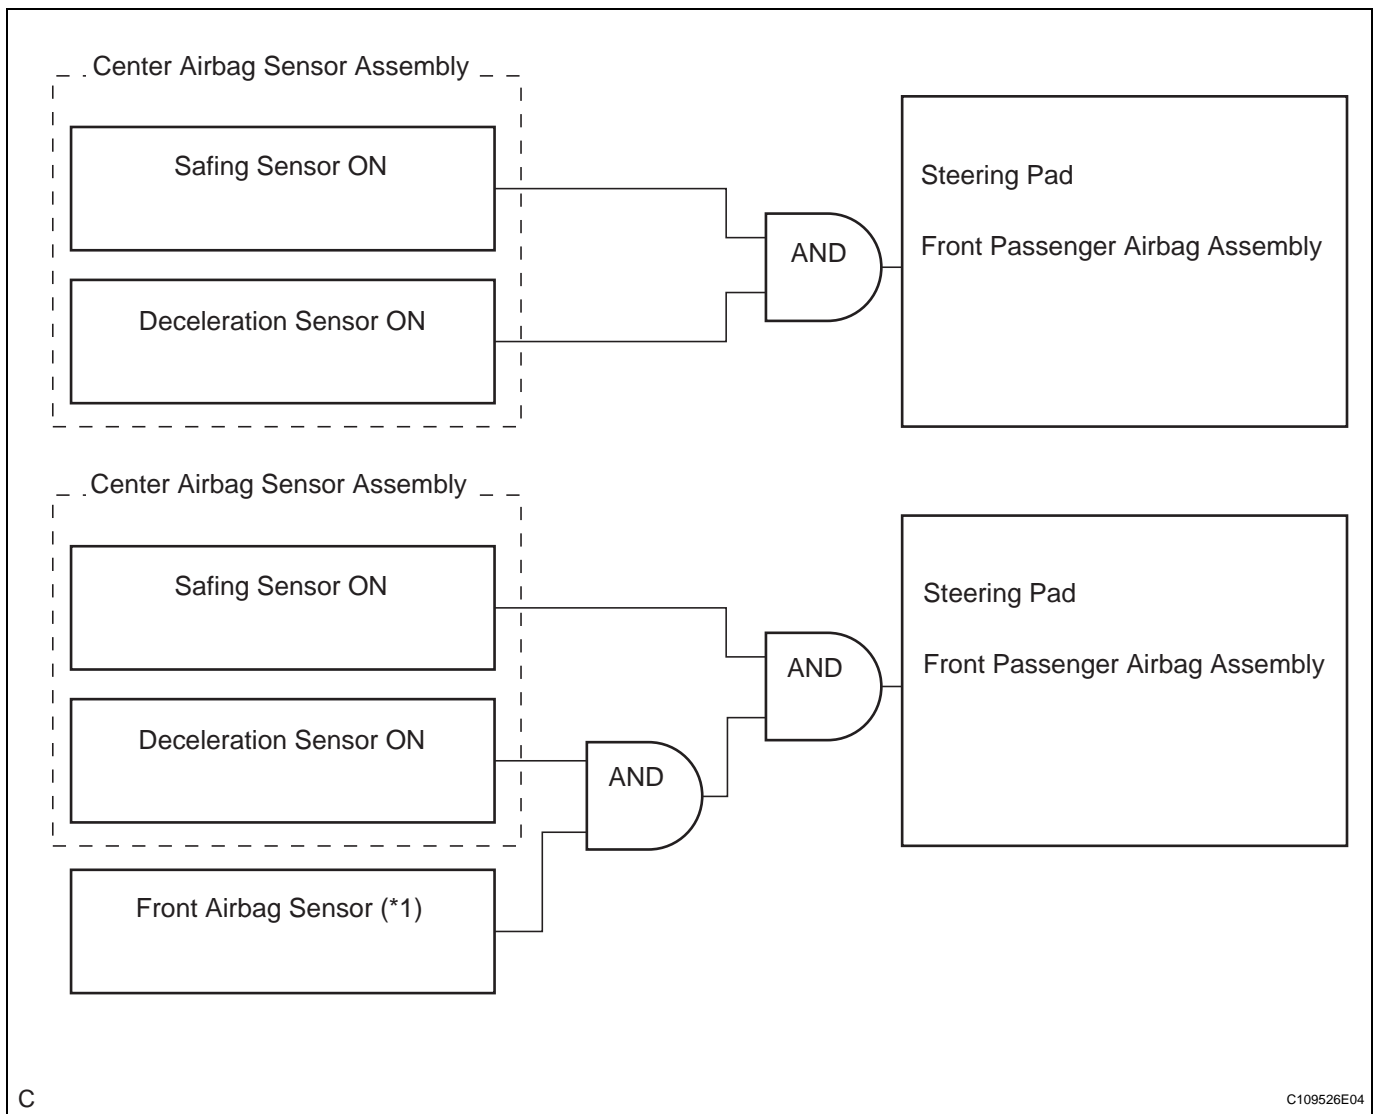 Center Airbag Sensor Assembly
Safing Sensor ON
Deceleration Sensor ON
AND
Steering Pad
Front Passenger Airbag Assembly
Center Airbag Sensor Assembly
Safing Sensor ON
Deceleration Sensor ON
Front Airbag Sensor (*1)
AND
AND
Steering Pad
Front Passenger Airbag Assembly
C
C109526E04